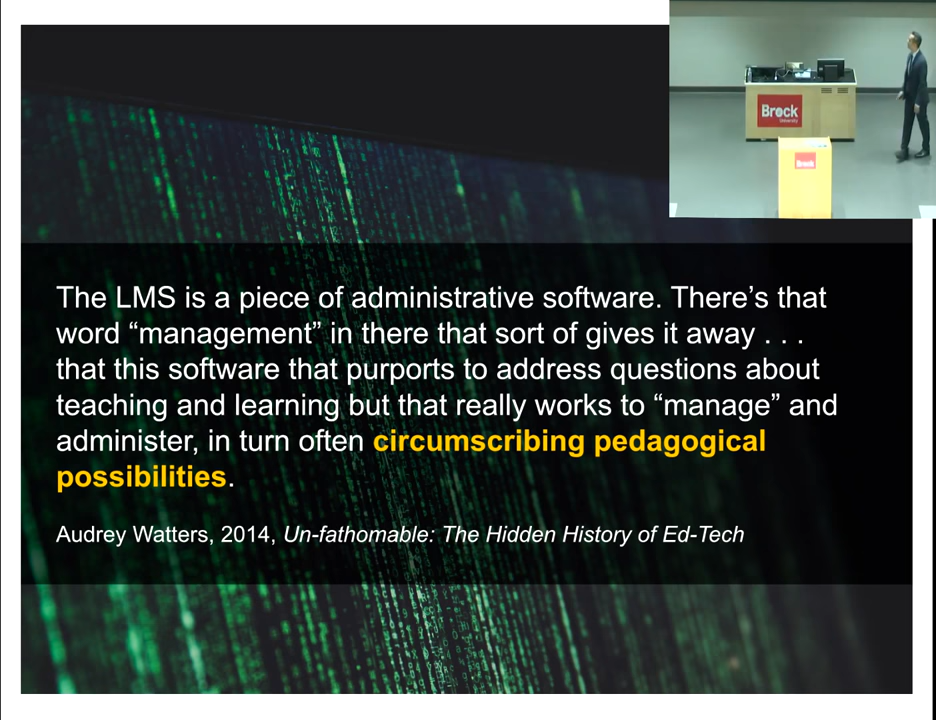 Brock
University
Brock
The LMS is a piece of administrative software. There’s that
word “management” in there that sort of gives it away . . .
that this software that purports to address questions about
teaching and learning but that really works to “manage” and
administer, in turn often circumscribing pedagogical
possibilities.
Audrey Watters, 2014, Un-fathomable: The Hidden History of Ed-Tech